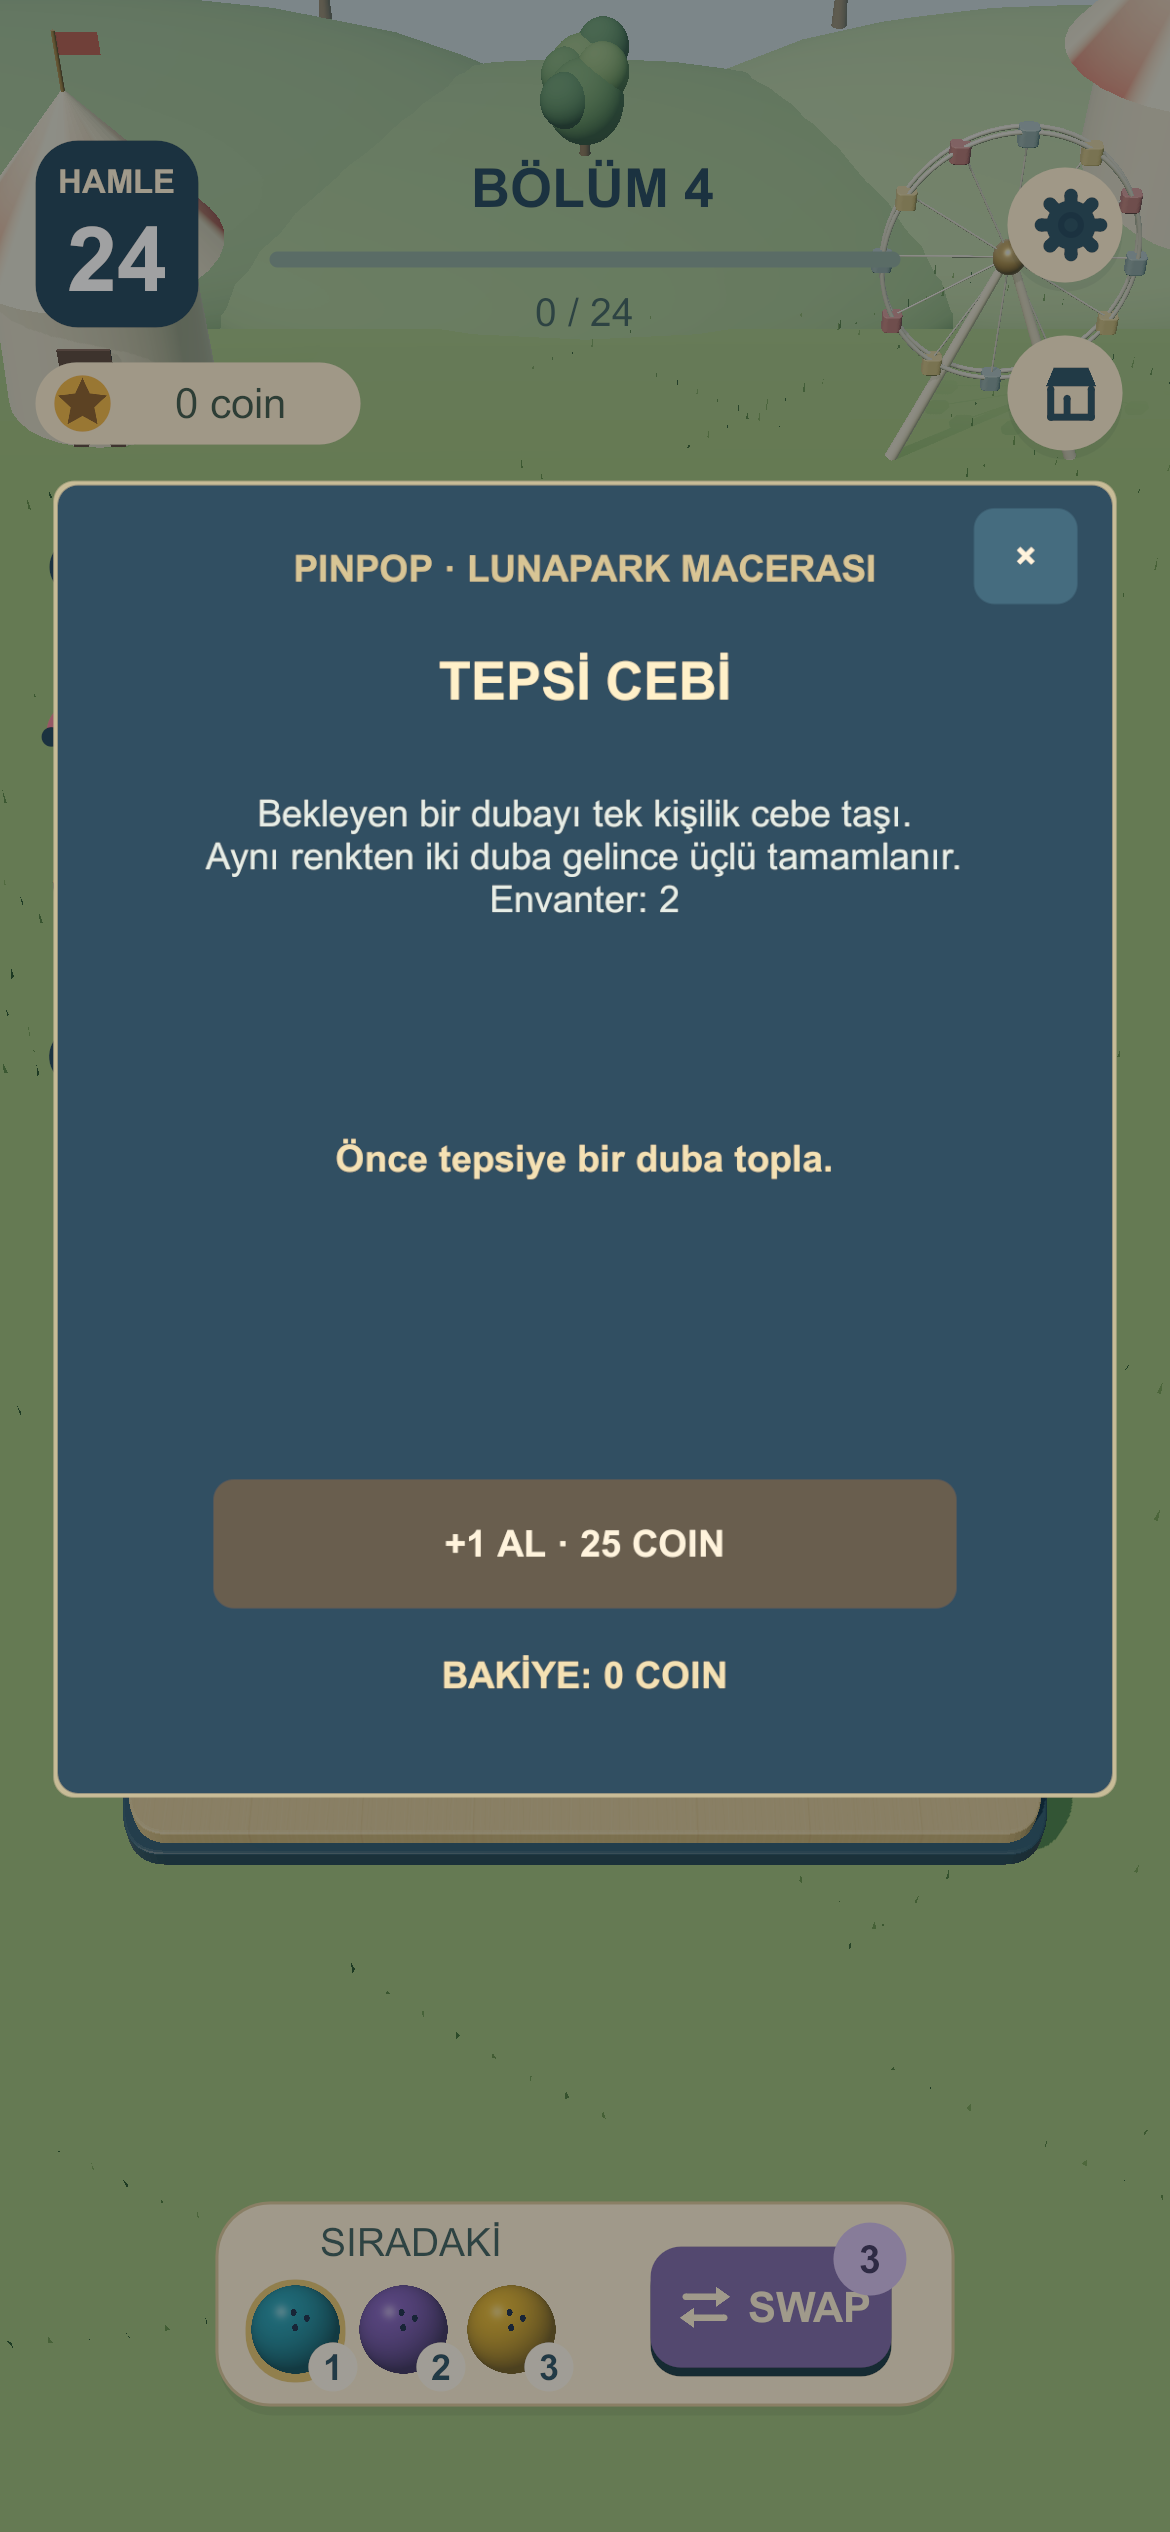 HAMLE
24
BÖLÜM 4
0 / 24
0 coin
PINPOP · LUNAPARK MACERASI
×
TEPSİ CEBİ
Bekleyen bir dubayı tek kişilik cebe taşı.
Aynı renkten iki duba gelince üçlü tamamlanır.
Envanter: 2
Önce tepsiye bir duba topla.
+1 AL · 25 COIN
BAKİYE: 0 COIN
SIRADAKİ
1
2
3
3
SWAP